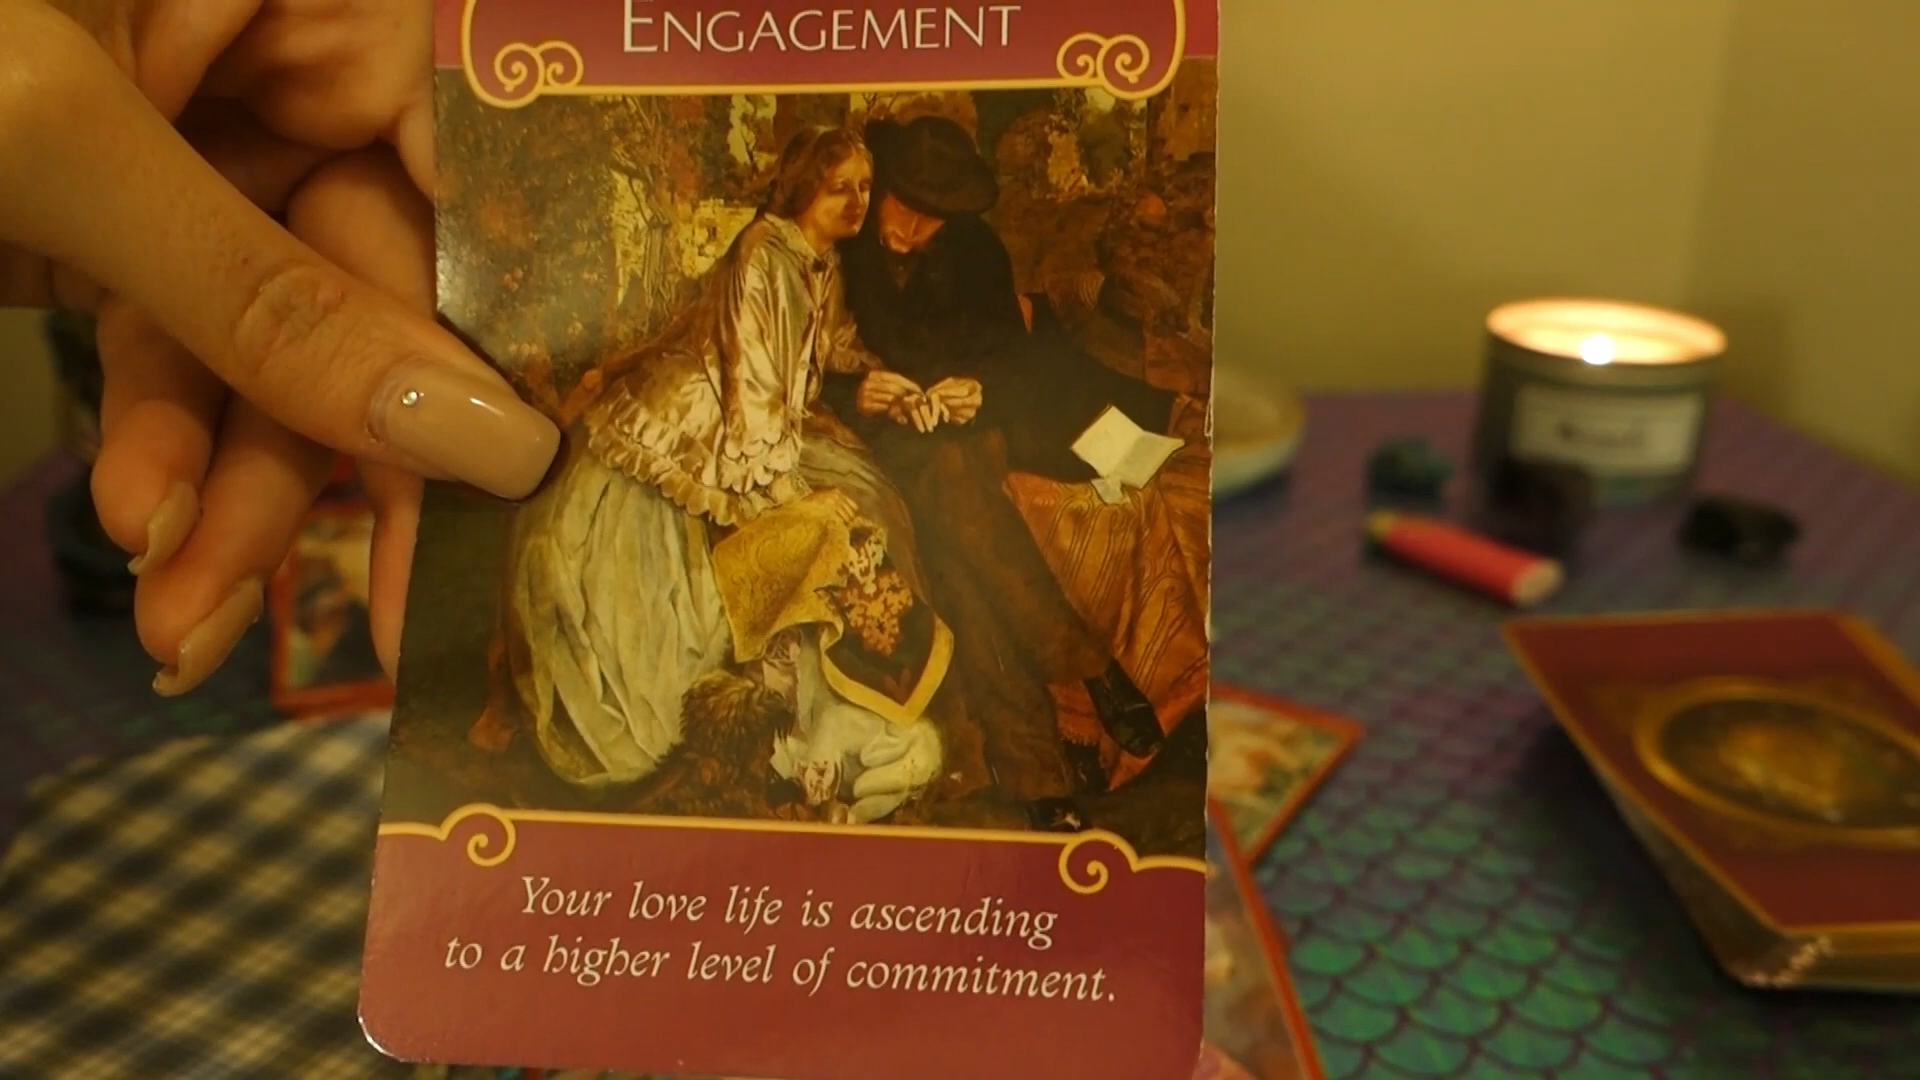 ENGAGEMENT
Your love life is ascending
to a higher level of commitment.